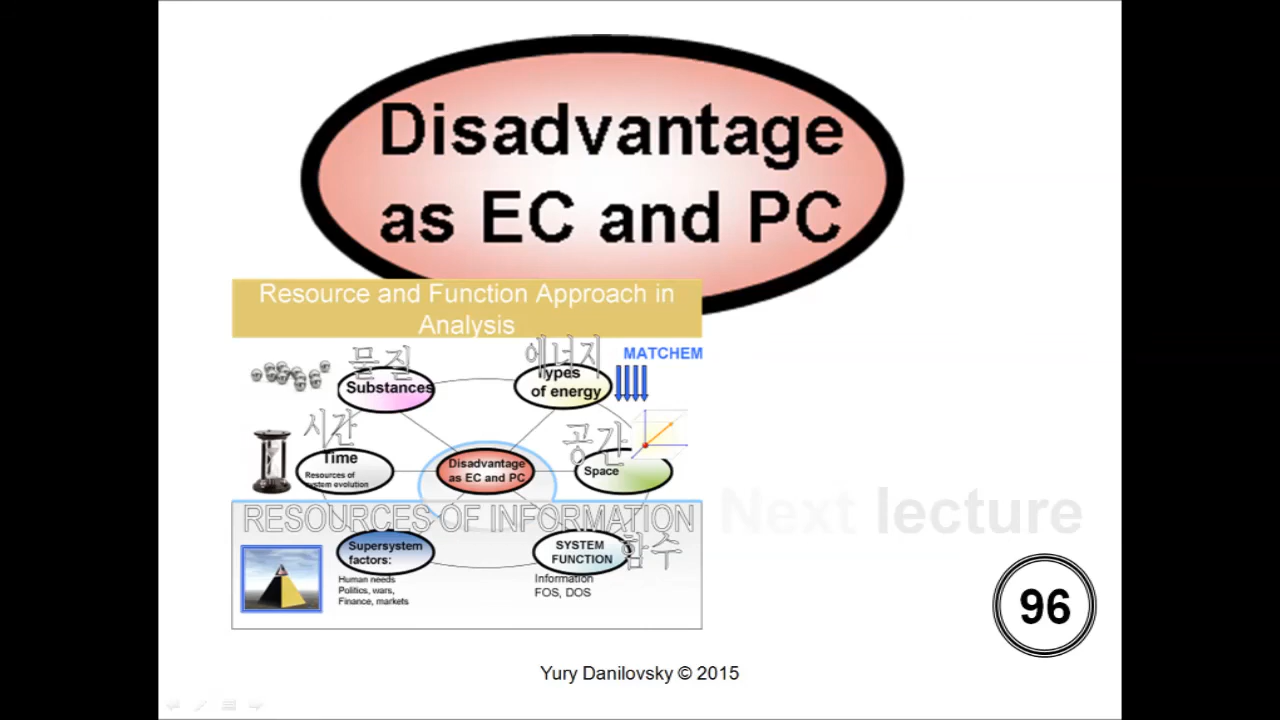 Disadvantage
as EC and PC
Resource and Function Approach in
Analysis
물질
에너지
MATCHEM
Substances
Types
of energy
시간
공간
Time
Resources of
system evolution
Disadvantage
as EC and PC
Space
RESOURCES OF INFORMATION
Next lecture
Supersystem
factors:
SYSTEM
FUNCTION
함수
Human needs
Politics, wars,
Finance, markets
Information
FOS, DOS
96
Yury Danilovsky © 2015